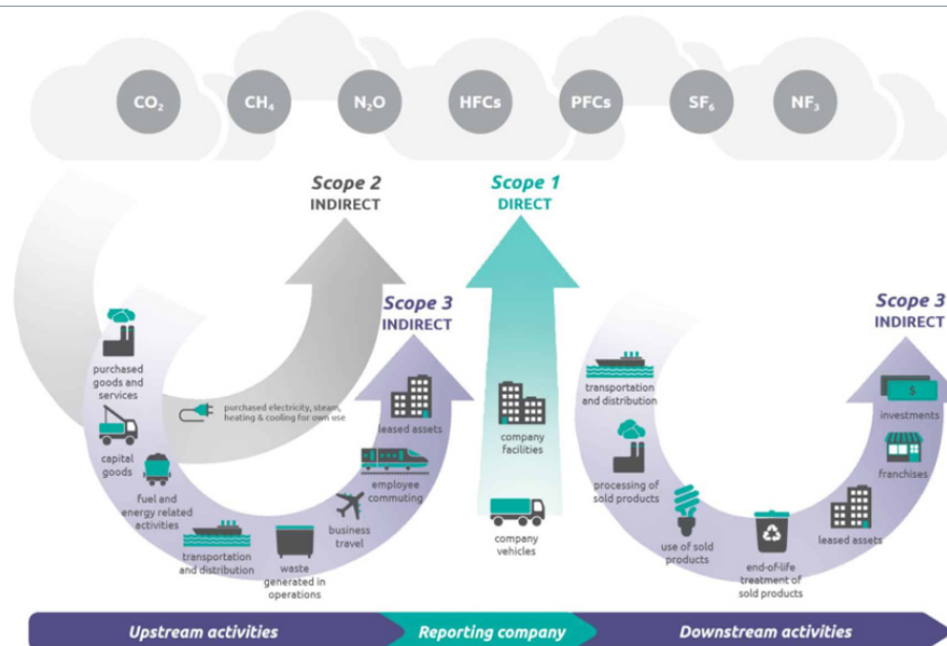 CO₂
CH₄
N₂O
HFCs
PFCs
SF₆
NF₃
Scope 2
INDIRECT
Scope 1
DIRECT
Scope 3
INDIRECT
Scope 3
INDIRECT
purchased
goods and
services
capital
goods
fuel and
energy related
activities
transportation
and distribution
waste
generated in
operations
business
travel
employee
commuting
leased assets
purchased electricity, steam,
heating & cooling for own use
company
facilities
company
vehicles
transportation
and distribution
processing of
sold products
use of sold
products
end-of-life
treatment of
sold products
leased assets
franchises
$
investments
Upstream activities
Reporting company
Downstream activities